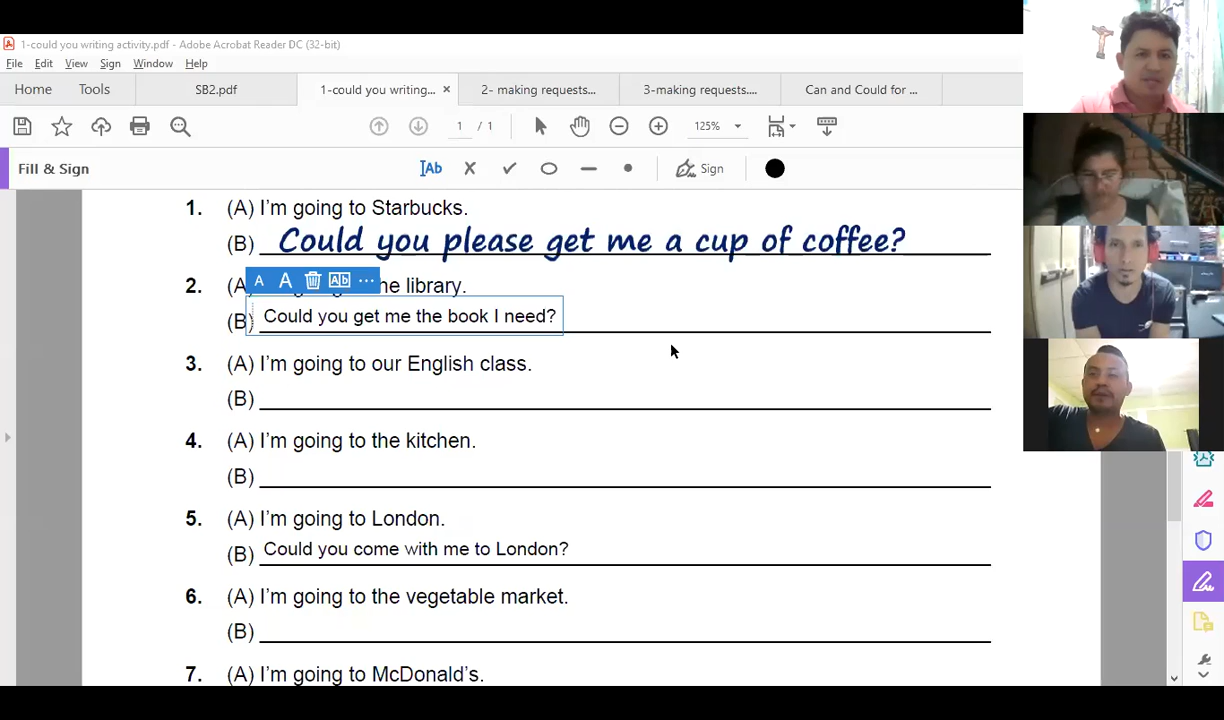 1-could you writing activity.pdf - Adobe Acrobat Reader DC (32-bit)
File Edit View Sign Window Help
Home Tools SB2.pdf 1-could you writing... × 2- making requests... 3-making requests.... Can and Could for ...
1 / 1 125%
Fill & Sign Ab Sign
1. (A) I'm going to Starbucks.
(B) Could you please get me a cup of coffee?
A A Ab ...
2. (A) he library.
(B) Could you get me the book I need?
3. (A) I'm going to our English class.
(B)
4. (A) I'm going to the kitchen.
(B)
5. (A) I'm going to London.
(B) Could you come with me to London?
6. (A) I'm going to the vegetable market.
(B)
7. (A) I'm going to McDonald's.